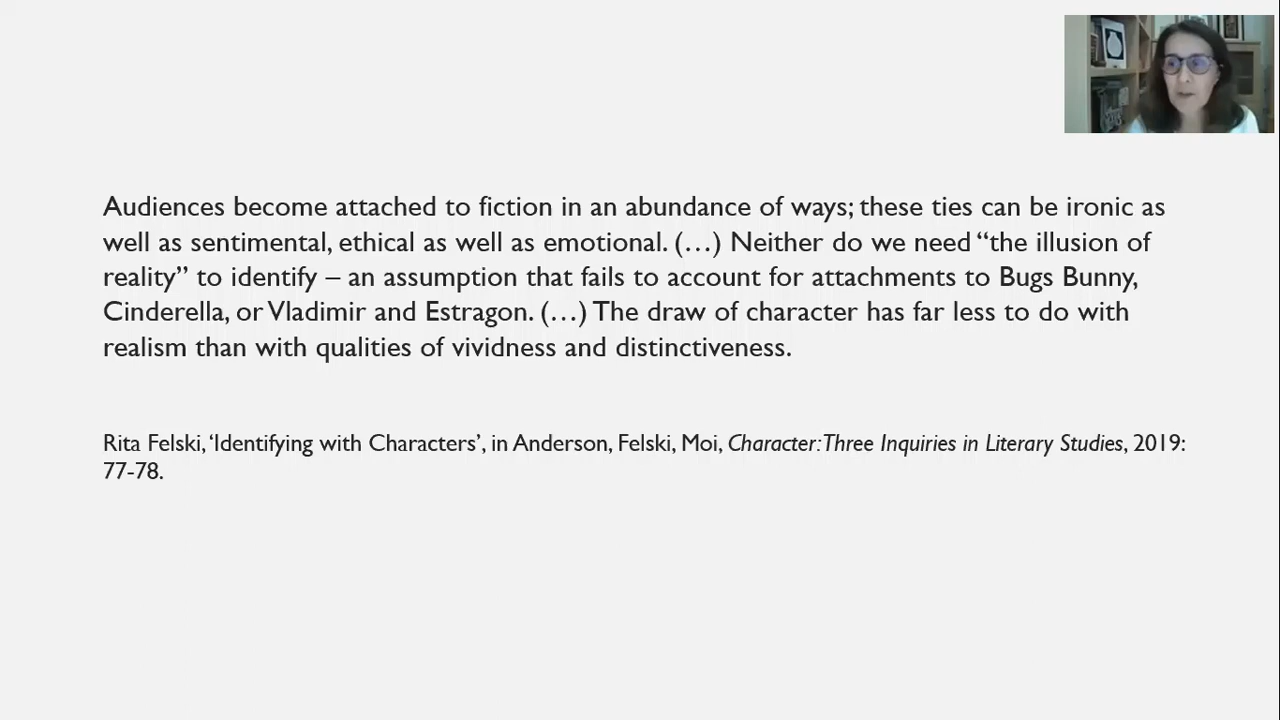 Audiences become attached to fiction in an abundance of ways; these ties can be ironic as
well as sentimental, ethical as well as emotional. (…) Neither do we need “the illusion of
reality” to identify – an assumption that fails to account for attachments to Bugs Bunny,
Cinderella, or Vladimir and Estragon. (…) The draw of character has far less to do with
realism than with qualities of vividness and distinctiveness.
Rita Felski, ‘Identifying with Characters’, in Anderson, Felski, Moi, Character: Three Inquiries in Literary Studies, 2019:
77-78.